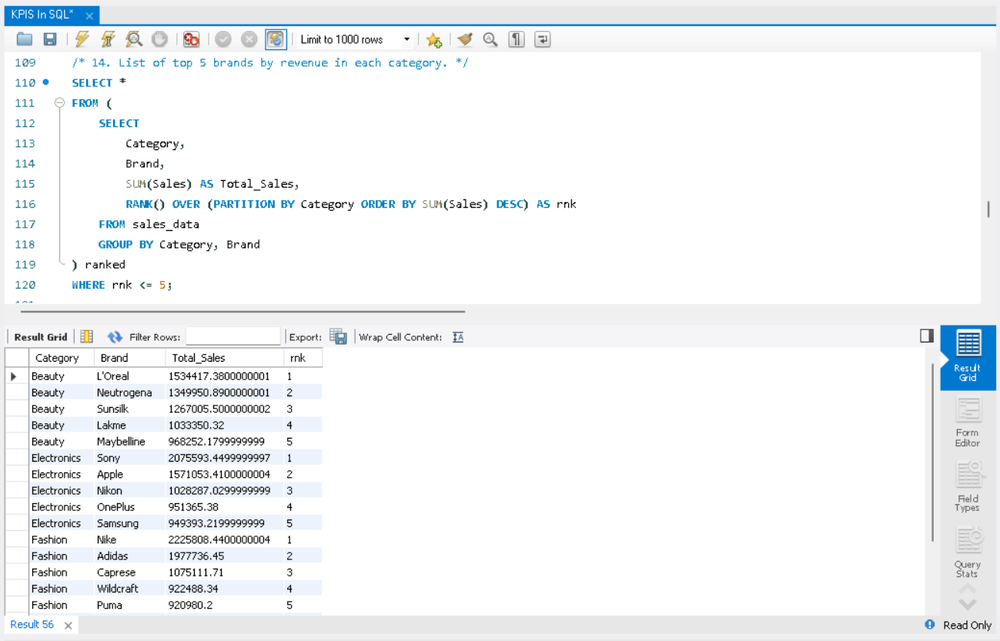 KPIS In SQL*
Limit to 1000 rows
109 /* 14. List of top 5 brands by revenue in each category. */
110 SELECT *
111 FROM (
112 SELECT
113 Category,
114 Brand,
115 SUM(Sales) AS Total_Sales,
116 RANK() OVER (PARTITION BY Category ORDER BY SUM(Sales) DESC) AS rnk
117 FROM sales_data
118 GROUP BY Category, Brand
119 ) ranked
120 WHERE rnk <= 5;
Result Grid Filter Rows: Export: Wrap Cell Content:
Category Brand Total_Sales rnk
Beauty L'Oreal 1534417.3800000001 1
Beauty Neutrogena 1349950.8900000001 2
Beauty Sunsilk 1267005.5000000002 3
Beauty Lakme 1033350.32 4
Beauty Maybelline 968252.1799999999 5
Electronics Sony 2075593.4499999997 1
Electronics Apple 1571053.4100000004 2
Electronics Nikon 1028287.0299999999 3
Electronics OnePlus 951365.38 4
Electronics Samsung 949393.2199999999 5
Fashion Nike 2225808.4400000004 1
Fashion Adidas 1977736.45 2
Fashion Caprese 1075111.71 3
Fashion Wildcraft 922488.34 4
Fashion Puma 920980.2 5
Result
Grid
Form
Editor
Field
Types
Query
Stats
Result 56
Read Only